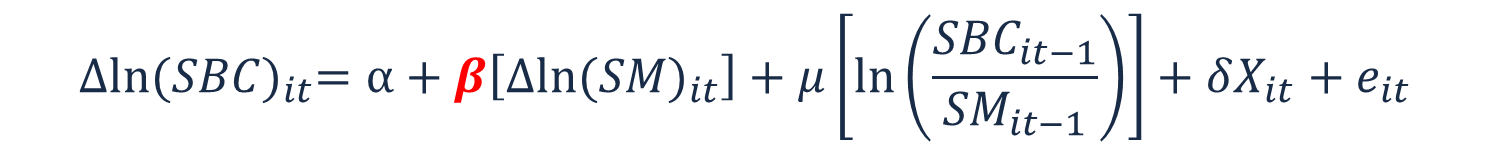 Δln(SBC)ᵢₜ= α + β[Δln(SM)ᵢₜ] + μ [ln (SBCᵢₜ₋₁ / SMᵢₜ₋₁)] + δXᵢₜ + eᵢₜ